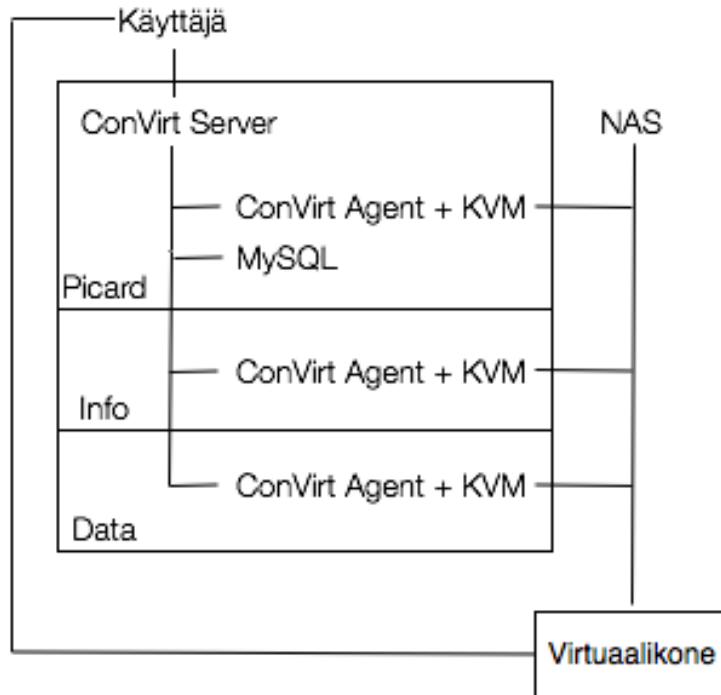 Käyttäjä
ConVirt Server
NAS
ConVirt Agent + KVM
MySQL
Picard
ConVirt Agent + KVM
Info
ConVirt Agent + KVM
Data
Virtuaalikone